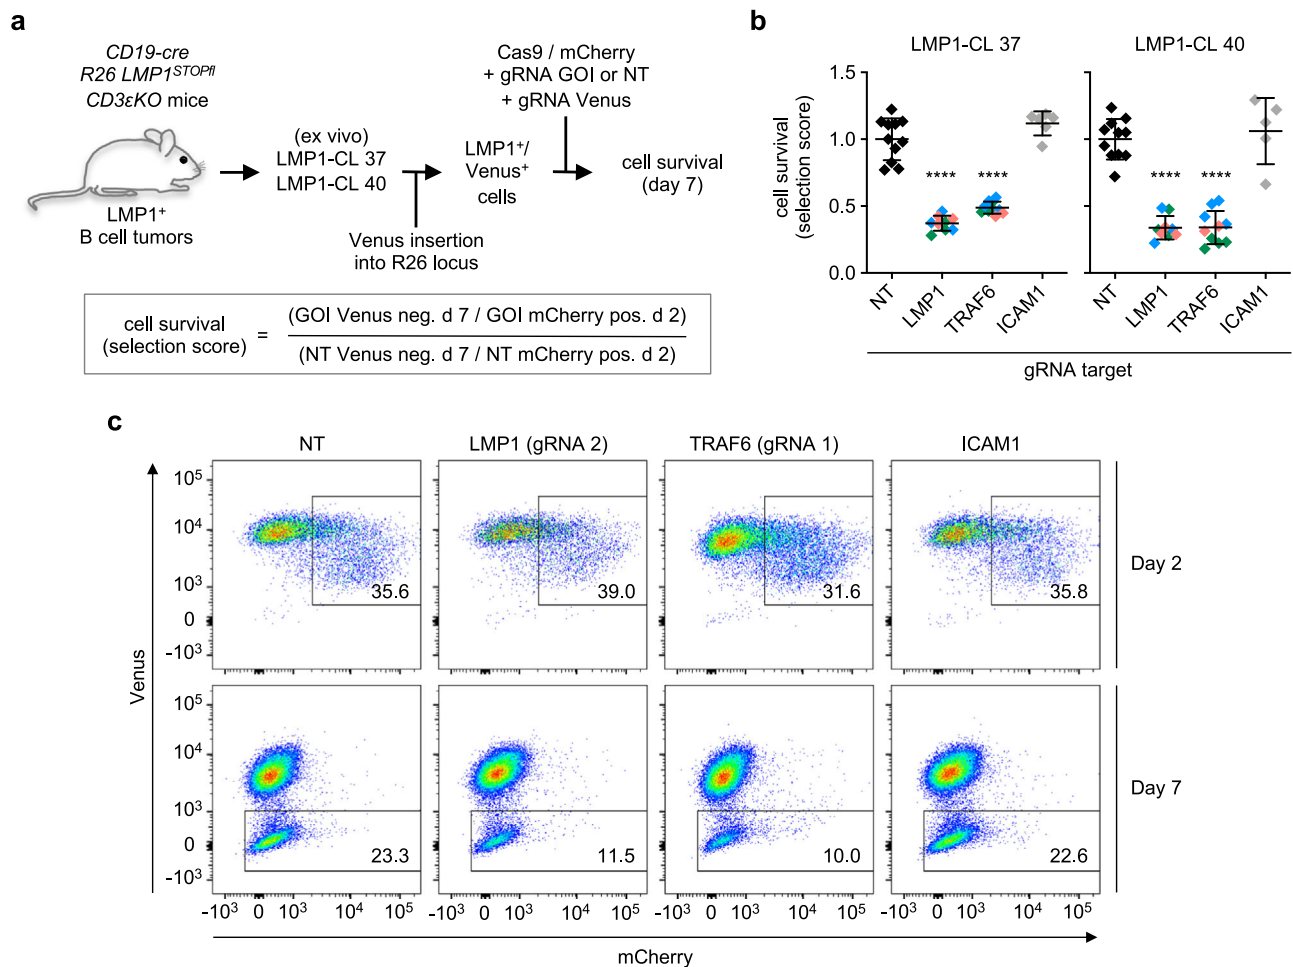 a
CD19-cre
R26 LMP1^STOPfl
CD3εKO mice
LMP1⁺
B cell tumors
(ex vivo)
LMP1-CL 37
LMP1-CL 40
Venus insertion
into R26 locus
LMP1⁺/
Venus⁺
cells
Cas9 / mCherry
+ gRNA GOI or NT
+ gRNA Venus
cell survival
(day 7)
cell survival
(selection score)
=
(GOI Venus neg. d 7 / GOI mCherry pos. d 2)
(NT Venus neg. d 7 / NT mCherry pos. d 2)
b
LMP1-CL 37
LMP1-CL 40
cell survival
(selection score)
1.5
1.0
0.5
0.0
**** ****
**** ****
NT LMP1 TRAF6 ICAM1
NT LMP1 TRAF6 ICAM1
gRNA target
c
NT
LMP1 (gRNA 2)
TRAF6 (gRNA 1)
ICAM1
Venus
10⁵
10⁴
10³
0
-10³
35.6
39.0
31.6
35.8
Day 2
10⁵
10⁴
10³
0
-10³
23.3
11.5
10.0
22.6
Day 7
-10³ 0 10³ 10⁴ 10⁵
-10³ 0 10³ 10⁴ 10⁵
-10³ 0 10³ 10⁴ 10⁵
-10³ 0 10³ 10⁴ 10⁵
mCherry